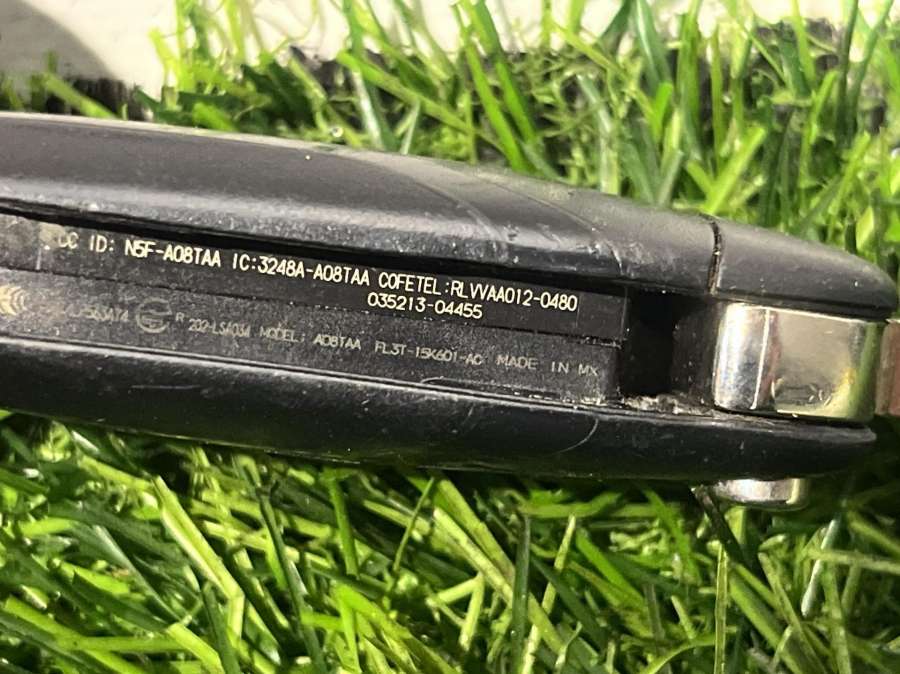 CC ID: N5F-A08TAA IC:3248A-A08TAA COFETEL:RLVVAA012-0480
035213-04455
R 202-LSA034 MODEL: A08TAA FL3T-15K601-AC MADE IN MX